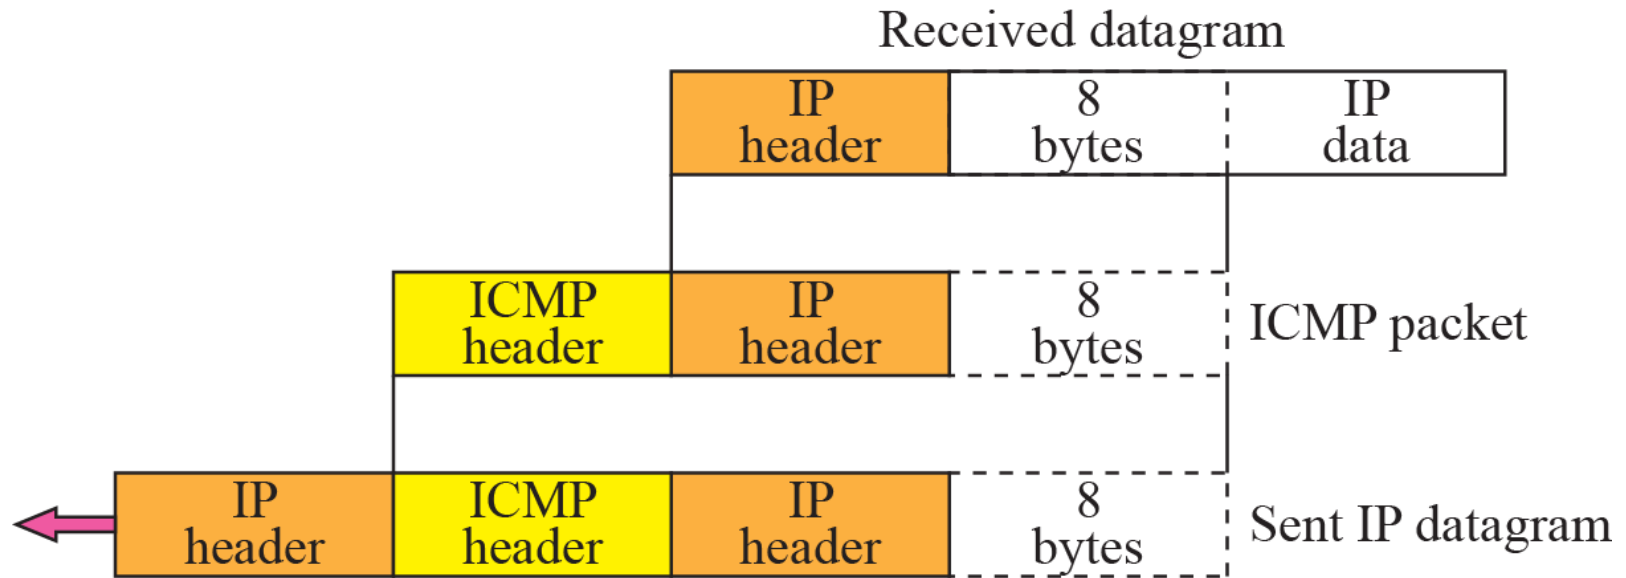 Received datagram
IP
header
8
bytes
IP
data
ICMP
header
IP
header
8
bytes
ICMP packet
IP
header
ICMP
header
IP
header
8
bytes
Sent IP datagram